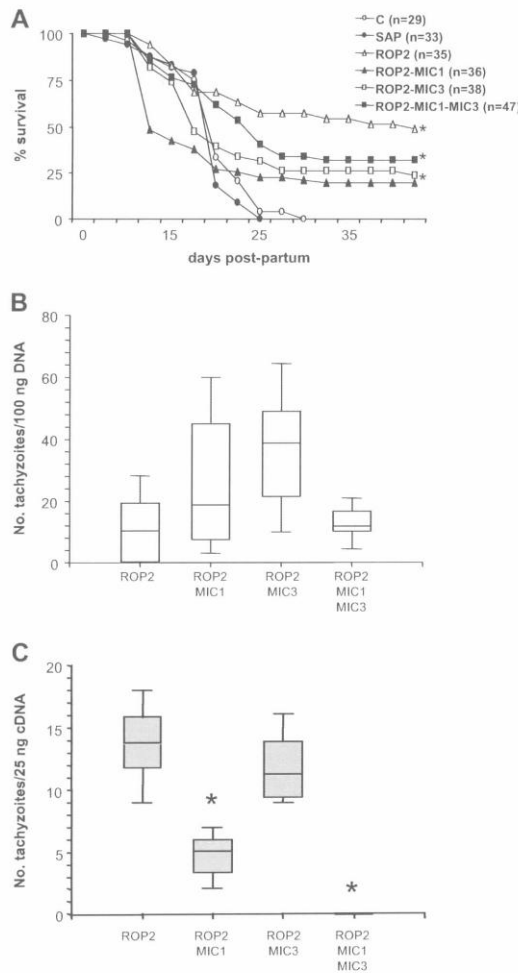 A
C (n=29)
SAP (n=33)
ROP2 (n=35)
ROP2-MIC1 (n=36)
ROP2-MIC3 (n=38)
ROP2-MIC1-MIC3 (n=47)
% survival
100
75
50
25
0
*
*
*
0 15 25 35
days post-partum
B
No. tachyzoites/100 ng DNA
80
60
40
20
0
ROP2 ROP2 ROP2 ROP2
MIC1 MIC3 MIC1
MIC3
C
No. tachyzoites/25 ng cDNA
20
15
10
5
0
*
*
ROP2 ROP2 ROP2 ROP2
MIC1 MIC3 MIC1
MIC3